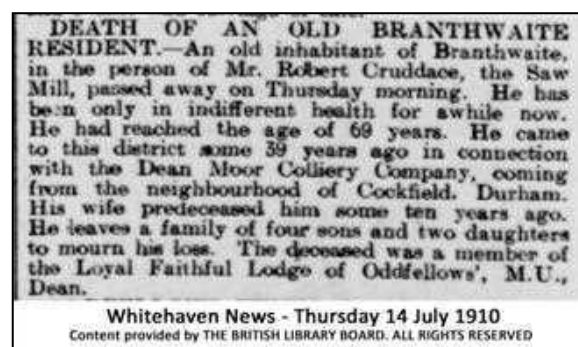 DEATH OF AN OLD BRANTHWAITE
RESIDENT.—An old inhabitant of Branthwaite,
in the person of Mr. Robert Cruddace, the Saw
Mill, passed away on Thursday morning. He has
been only in indifferent health for awhile now.
He had reached the age of 69 years. He came
to this district some 39 years ago in connection
with the Dean Moor Colliery Company, coming
from the neighbourhood of Cockfield, Durham.
His wife predeceased him some ten years ago.
He leaves a family of four sons and two daughters
to mourn his loss. The deceased was a member of
the Loyal Faithful Lodge of Oddfellows', M.U.,
Dean.
Whitehaven News - Thursday 14 July 1910
Content provided by THE BRITISH LIBRARY BOARD. ALL RIGHTS RESERVED